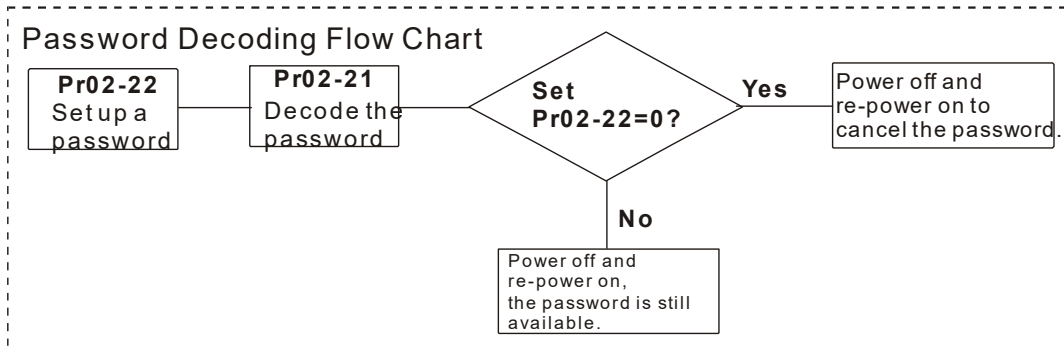 Password Decoding Flow Chart
Pr02-22
Set up a
password
Pr02-21
Decode the
password
Set
Pr02-22=0?
Yes
Power off and
re-power on to
cancel the password.
No
Power off and
re-power on,
the password is still
available.